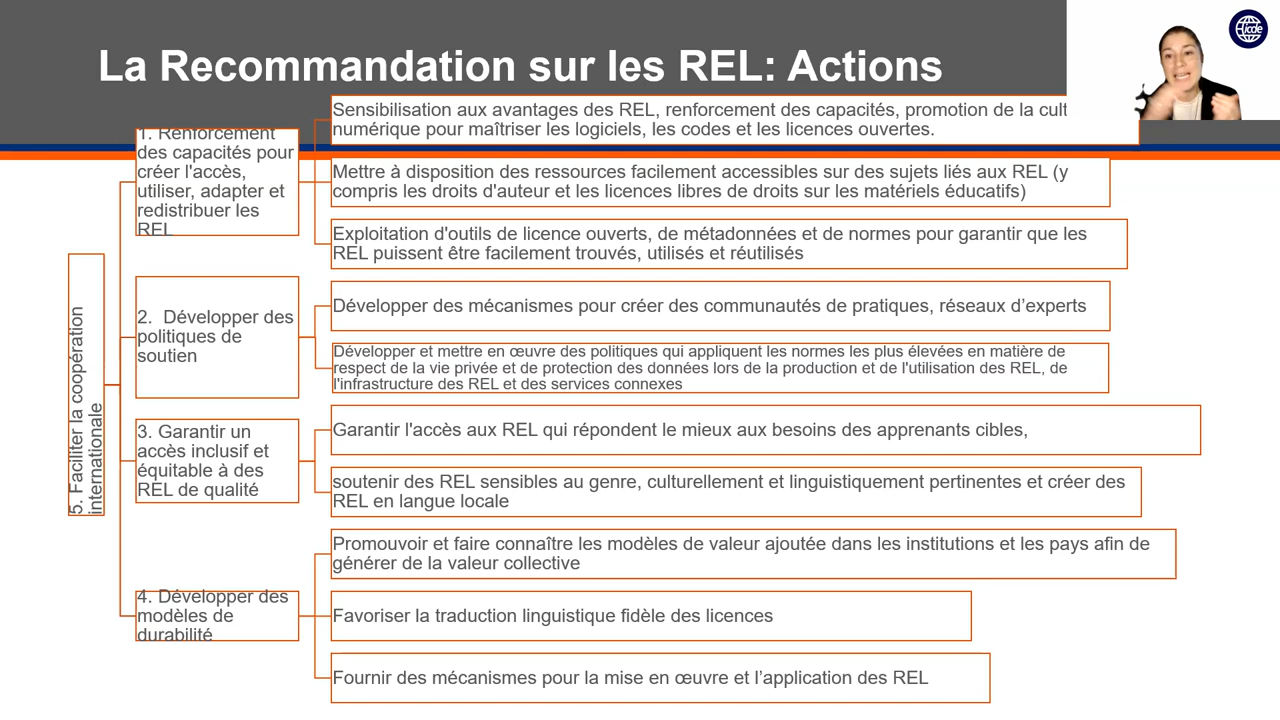 La Recommandation sur les REL: Actions
icde
5. Faciliter la coopération
internationale
1. Renforcement
des capacités pour
créer l'accès,
utiliser, adapter et
redistribuer les
REL
Sensibilisation aux avantages des REL, renforcement des capacités, promotion de la
numérique pour maîtriser les logiciels, les codes et les licences ouvertes.
Mettre à disposition des ressources facilement accessibles sur des sujets liés aux REL (y
compris les droits d'auteur et les licences libres de droits sur les matériels éducatifs)
Exploitation d'outils de licence ouverts, de métadonnées et de normes pour garantir que les
REL puissent être facilement trouvés, utilisés et réutilisés
2. Développer des
politiques de
soutien
Développer des mécanismes pour créer des communautés de pratiques, réseaux d’experts
Développer et mettre en œuvre des politiques qui appliquent les normes les plus élevées en matière de
respect de la vie privée et de protection des données lors de la production et de l'utilisation des REL, de
l'infrastructure des REL et des services connexes
3. Garantir un
accès inclusif et
équitable à des
REL de qualité
Garantir l'accès aux REL qui répondent le mieux aux besoins des apprenants cibles,
soutenir des REL sensibles au genre, culturellement et linguistiquement pertinentes et créer des
REL en langue locale
4. Développer des
modèles de
durabilité
Promouvoir et faire connaître les modèles de valeur ajoutée dans les institutions et les pays afin de
générer de la valeur collective
Favoriser la traduction linguistique fidèle des licences
Fournir des mécanismes pour la mise en œuvre et l’application des REL